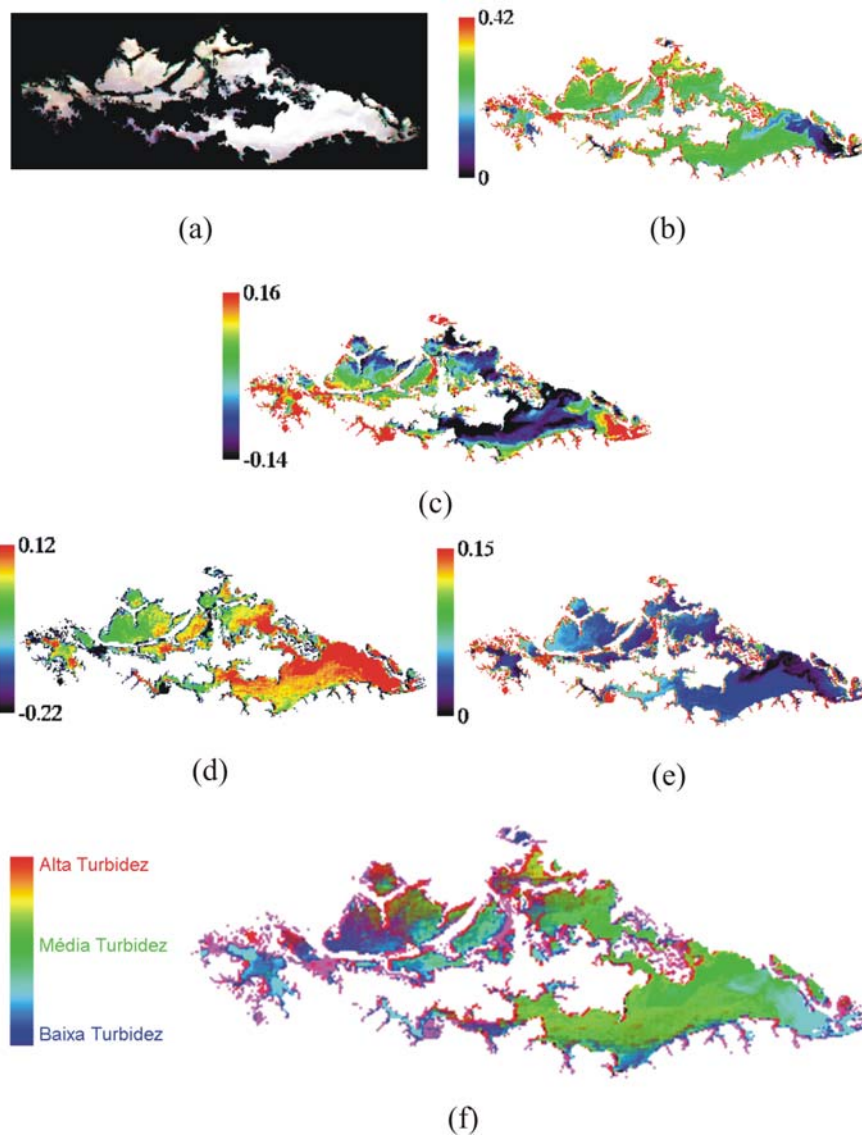 0.42
0
(a)
(b)
0.16
-0.14
(c)
0.12
-0.22
0.15
0
(d)
(e)
Alta Turbidez
Média Turbidez
Baixa Turbidez
(f)